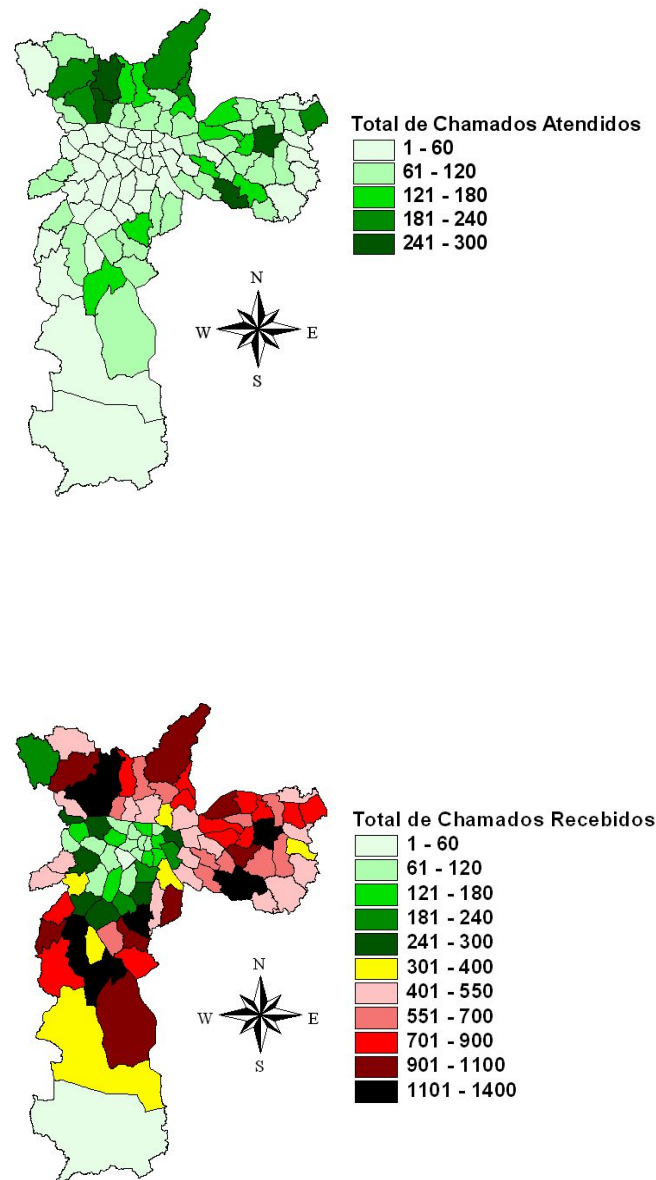 Total de Chamados Atendidos
1 - 60
61 - 120
121 - 180
181 - 240
241 - 300
N
W E
S
Total de Chamados Recebidos
1 - 60
61 - 120
121 - 180
181 - 240
241 - 300
301 - 400
401 - 550
551 - 700
701 - 900
901 - 1100
1101 - 1400
N
W E
S